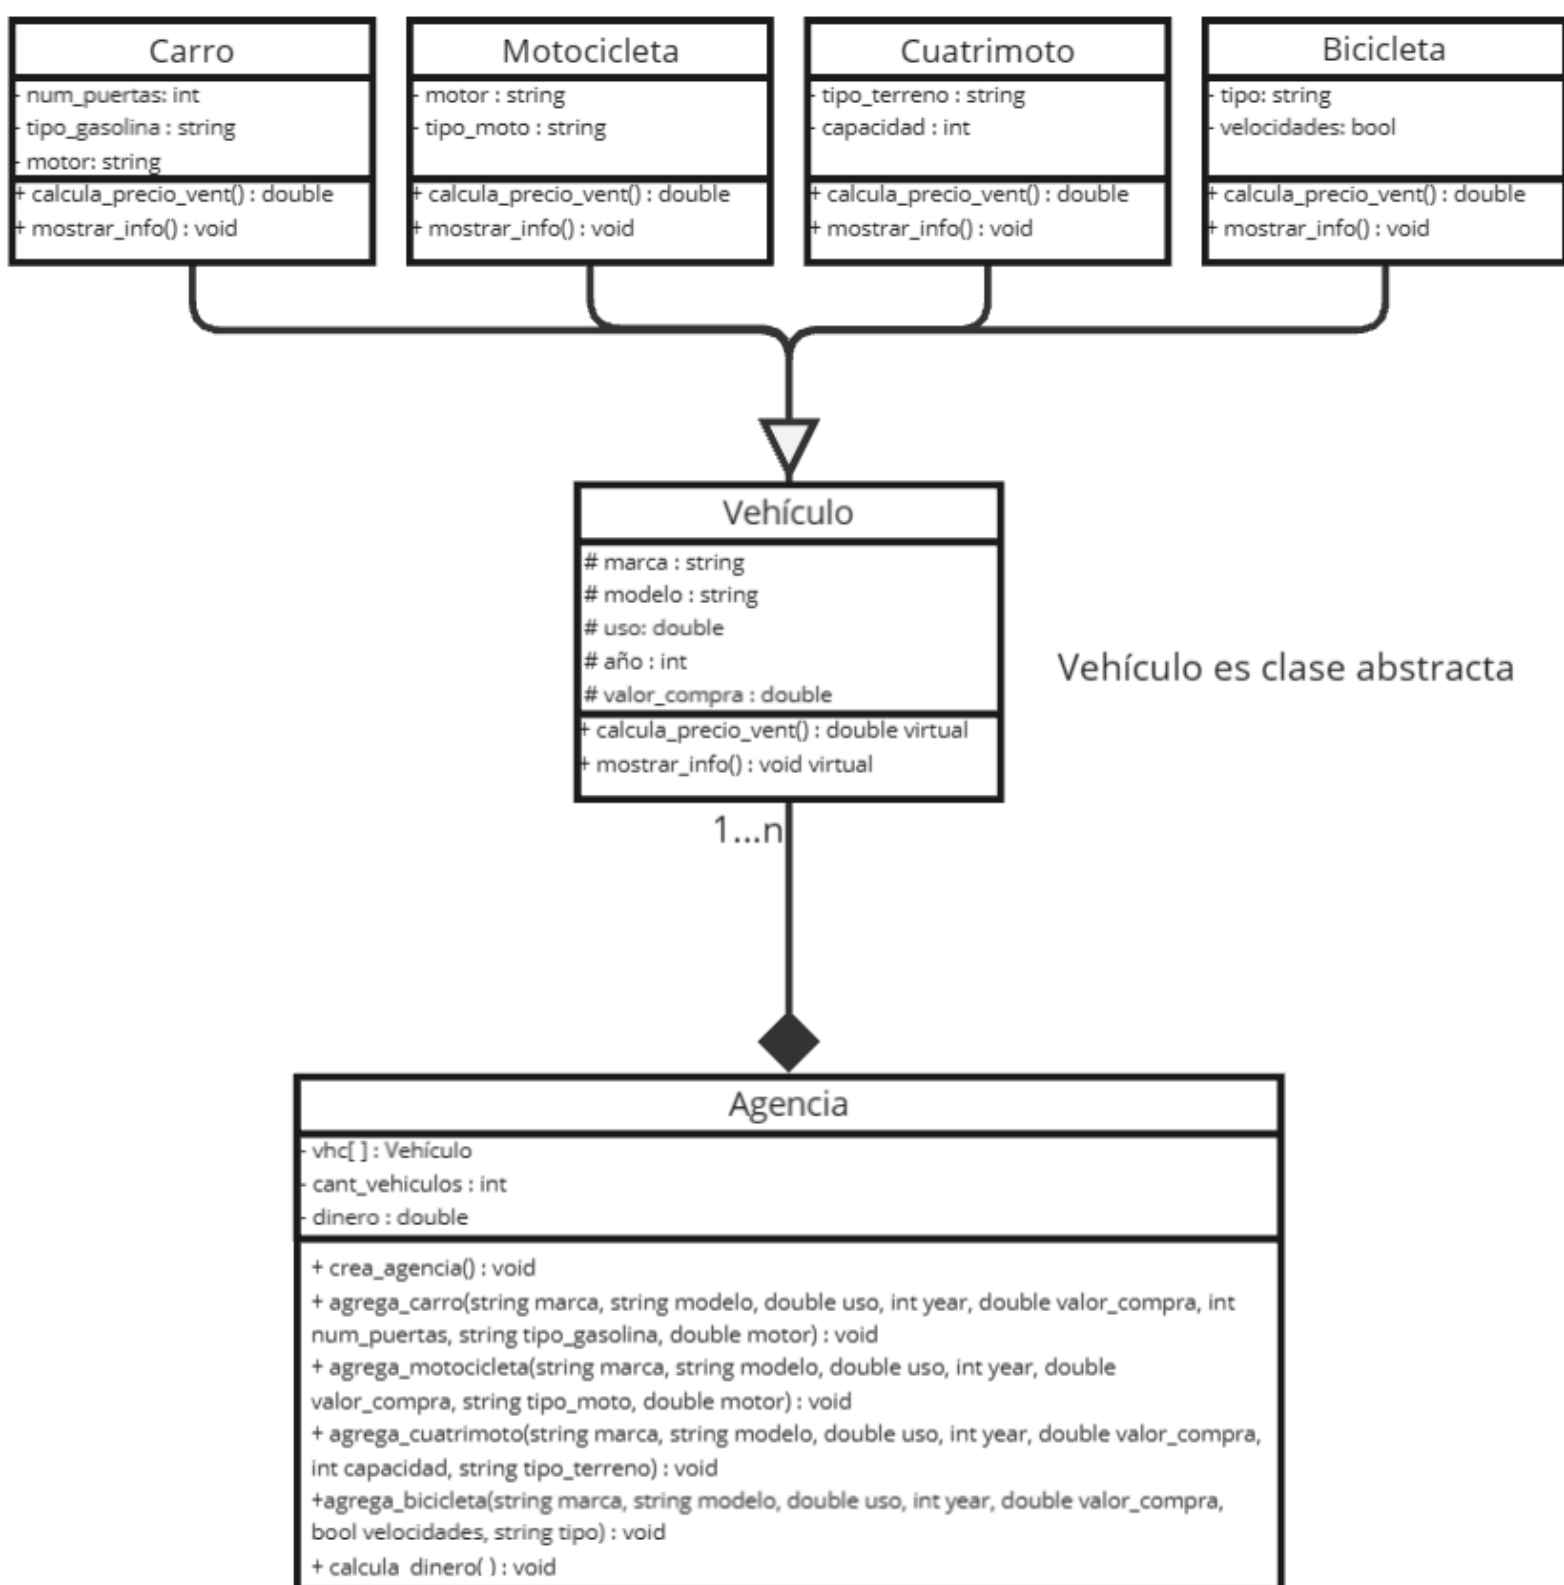 Carro
- num_puertas: int
- tipo_gasolina : string
- motor: string
+ calcula_precio_vent() : double
+ mostrar_info() : void
Motocicleta
- motor : string
- tipo_moto : string
+ calcula_precio_vent() : double
+ mostrar_info() : void
Cuatrimoto
- tipo_terreno : string
- capacidad : int
+ calcula_precio_vent() : double
+ mostrar_info() : void
Bicicleta
- tipo: string
- velocidades: bool
+ calcula_precio_vent() : double
+ mostrar_info() : void
Vehículo
# marca : string
# modelo : string
# uso: double
# año : int
# valor_compra : double
+ calcula_precio_vent() : double virtual
+ mostrar_info() : void virtual
Vehículo es clase abstracta
1...n
Agencia
- vhc[ ] : Vehículo
- cant_vehiculos : int
- dinero : double
+ crea_agencia() : void
+ agrega_carro(string marca, string modelo, double uso, int year, double valor_compra, int
num_puertas, string tipo_gasolina, double motor) : void
+ agrega_motocicleta(string marca, string modelo, double uso, int year, double
valor_compra, string tipo_moto, double motor) : void
+ agrega_cuatrimoto(string marca, string modelo, double uso, int year, double valor_compra,
int capacidad, string tipo_terreno) : void
+agrega_bicicleta(string marca, string modelo, double uso, int year, double valor_compra,
bool velocidades, string tipo) : void
+ calcula_dinero( ) : void